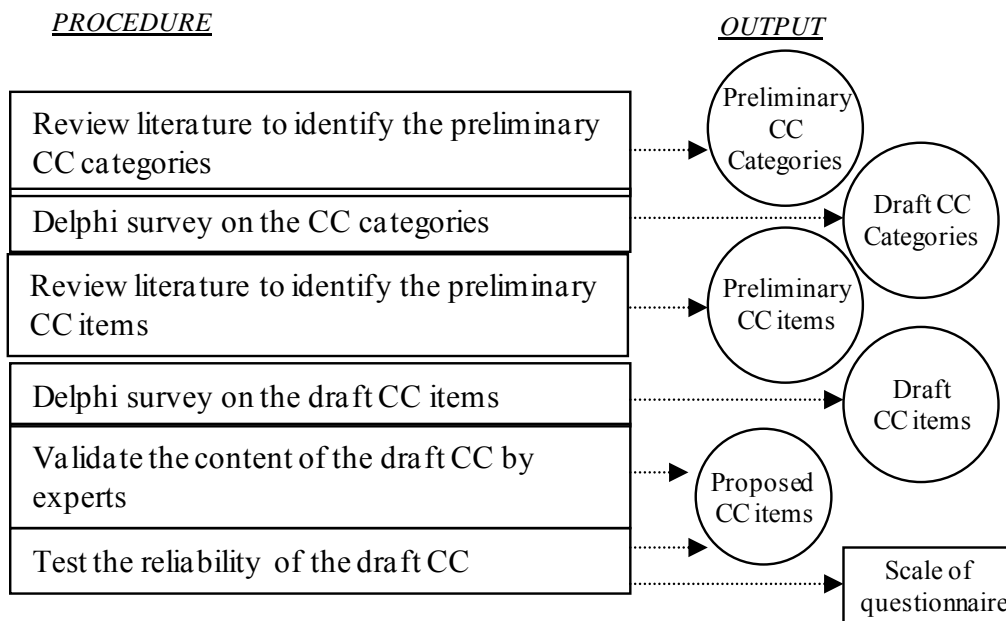 PROCEDURE
OUTPUT
Review literature to identify the preliminary
CC categories
Preliminary
CC
Categories
Delphi survey on the CC categories
Draft CC
Categories
Review literature to identify the preliminary
CC items
Preliminary
CC items
Delphi survey on the draft CC items
Draft
CC items
Validate the content of the draft CC by
experts
Proposed
CC items
Test the reliability of the draft CC
Scale of
questionnaire